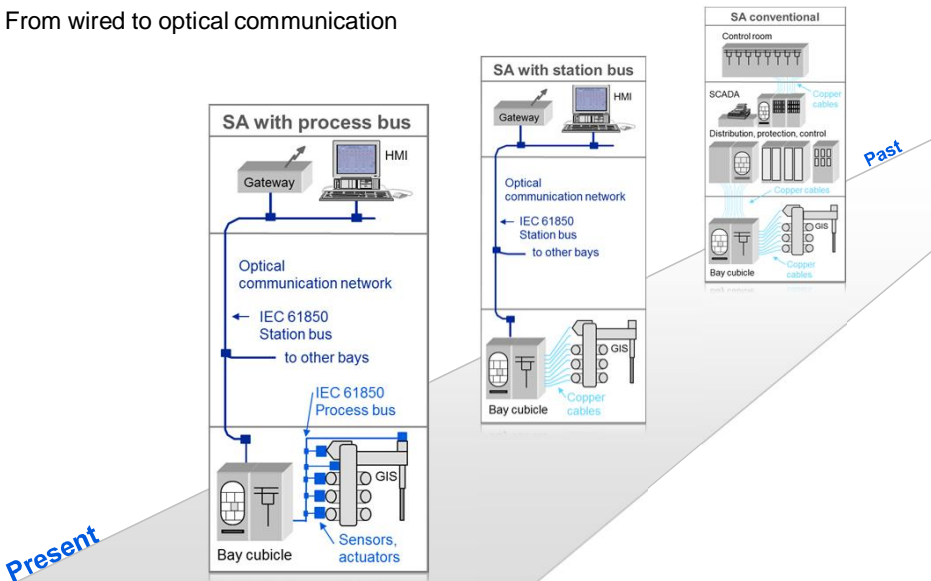 From wired to optical communication
SA with process bus
Gateway
HMI
Optical
communication network
IEC 61850
Station bus
to other bays
IEC 61850
Process bus
GIS
Bay cubicle
Sensors,
actuators
Present
SA with station bus
Gateway
HMI
Optical
communication network
IEC 61850
Station bus
to other bays
GIS
Bay cubicle
Copper
cables
SA conventional
Control room
SCADA
Copper
cables
Distribution, protection, control
Copper cables
GIS
Copper
cables
Bay cubicle
Past